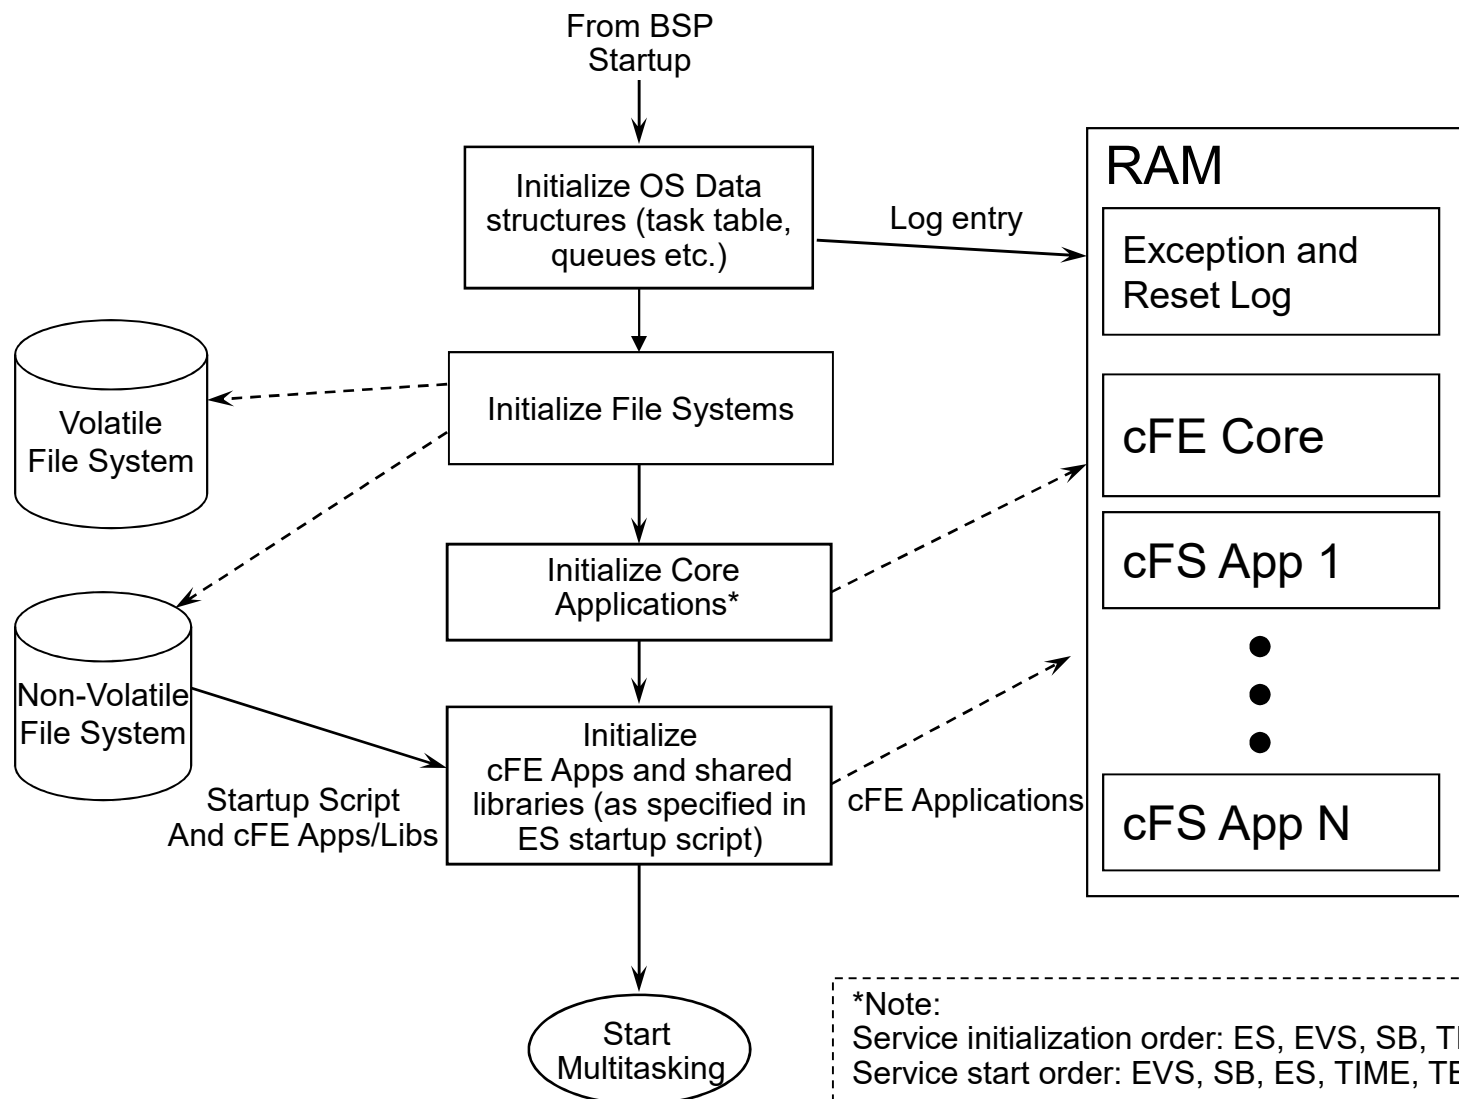 From BSP
Startup
Initialize OS Data
structures (task table,
queues etc.)
Log entry
RAM
Exception and
Reset Log
Volatile
File System
Initialize File Systems
cFE Core
Initialize Core
Applications*
cFS App 1
Non-Volatile
File System
Startup Script
And cFE Apps/Libs
Initialize
cFE Apps and shared
libraries (as specified in
ES startup script)
cFE Applications
cFS App N
Start
Multitasking
*Note:
Service initialization order: ES, EVS, SB,
Service start order: EVS, SB, ES, TIME,